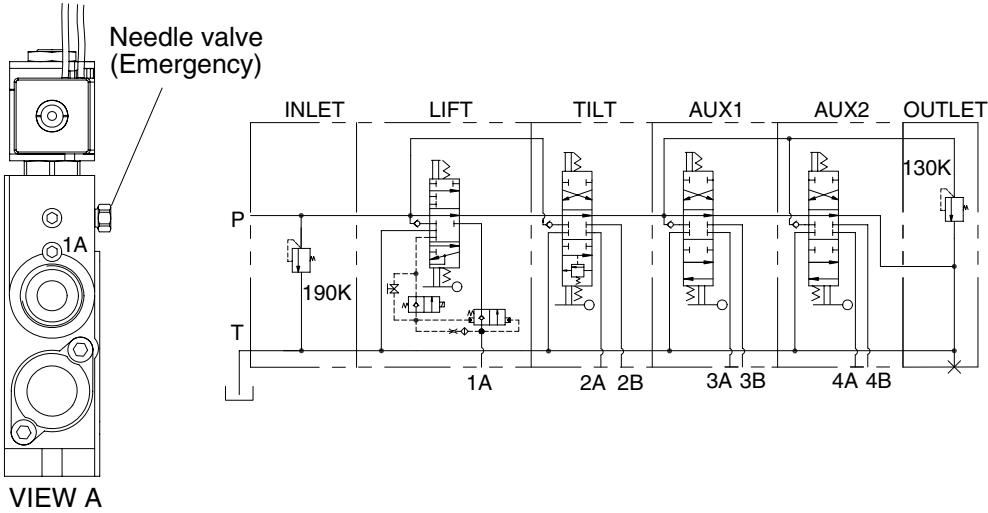 Needle valve
(Emergency)
1A
VIEW A
INLET LIFT TILT AUX1 AUX2 OUTLET
130K
P
190K
T
1A 2A 2B 3A 3B 4A 4B